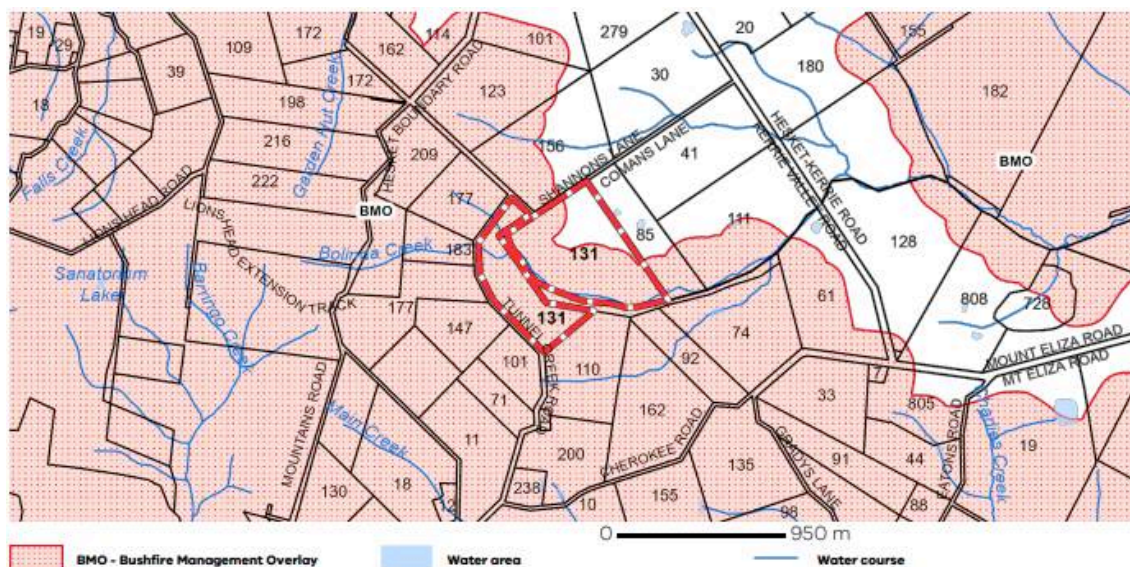 19
29
109
172
162
114
101
279
20
180
155
182
39
18
Falls Creek
198
216
222
172
Garden Nut Creek
HESKET BOUNDARY ROAD
123
209
156
30
SHANNONS LANE
COMANS LANE
41
HESKET-KERRIE ROAD
KERRIE VALLEY ROAD
BMO
BMO
LIONSHEAD ROAD
LIONSHEAD EXTENSION TRACK
177
183
Bolinda Creek
131
85
111
128
Sanatorium
Lake
177
147
131
TUNNEL CREEK ROAD
101
110
92
74
61
808
728
MOUNT ELIZA ROAD
MT ELIZA ROAD
MOUNTAINS ROAD
Main Creek
71
11
162
200
CHEROKEE ROAD
33
7
805
EATONS ROAD
Charlies Creek
19
130
18
2
238
10
155
135
GRADYS LANE
91
44
98
88
0
950 m
BMO - Bushfire Management Overlay
Water area
Water course